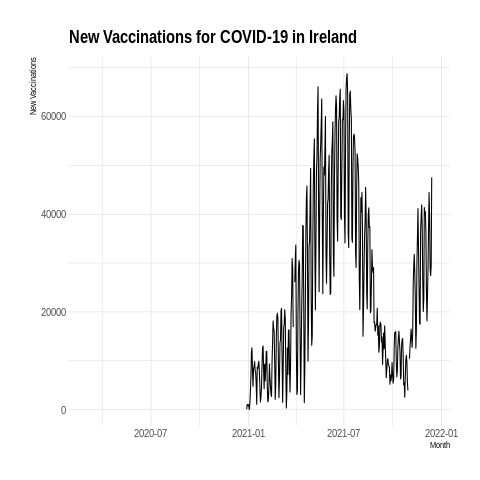 New Vaccinations for COVID-19 in Ireland
New Vaccinations
60000
40000
20000
0
2020-07
2021-01
2021-07
2022-01
Month